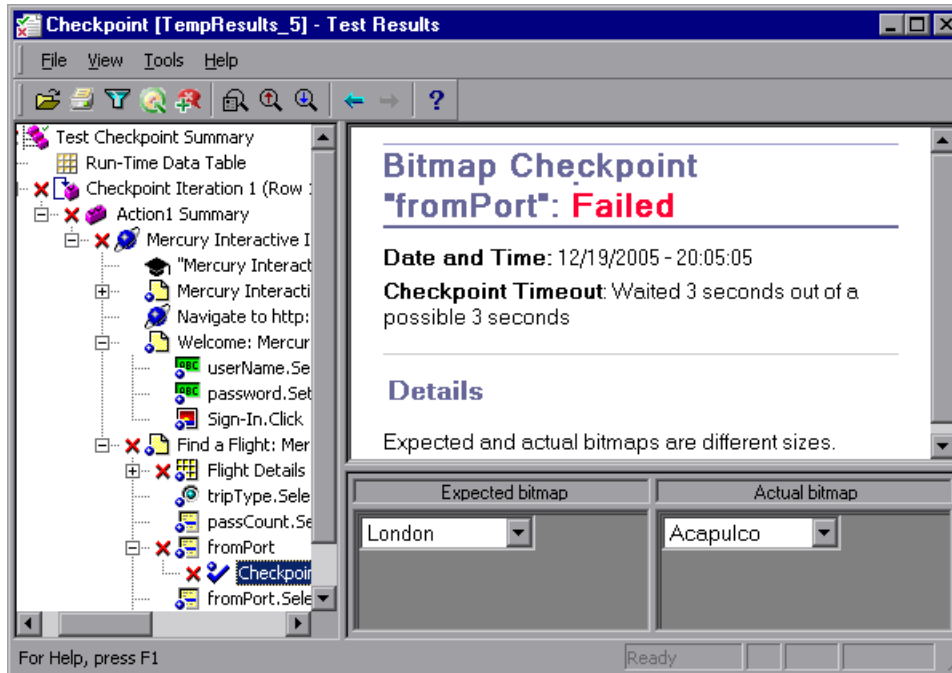 Checkpoint [TempResults_5] - Test Results
File View Tools Help
Test Checkpoint Summary
Run-Time Data Table
Checkpoint Iteration 1 (Row
Action1 Summary
Mercury Interactive I
"Mercury Interact
Mercury Interacti
Navigate to http:
Welcome: Mercur
ABC userName.Se
ABC password.Set
Sign-In.Click
Find a Flight: Mer
Flight Details
tripType.Sele
passCount.Se
fromPort
Checkpoin
fromPort.Sele
Bitmap Checkpoint
"fromPort": Failed
Date and Time: 12/19/2005 - 20:05:05
Checkpoint Timeout: Waited 3 seconds out of a
possible 3 seconds
Details
Expected and actual bitmaps are different sizes.
Expected bitmap
Actual bitmap
London
Acapulco
For Help, press F1
Ready